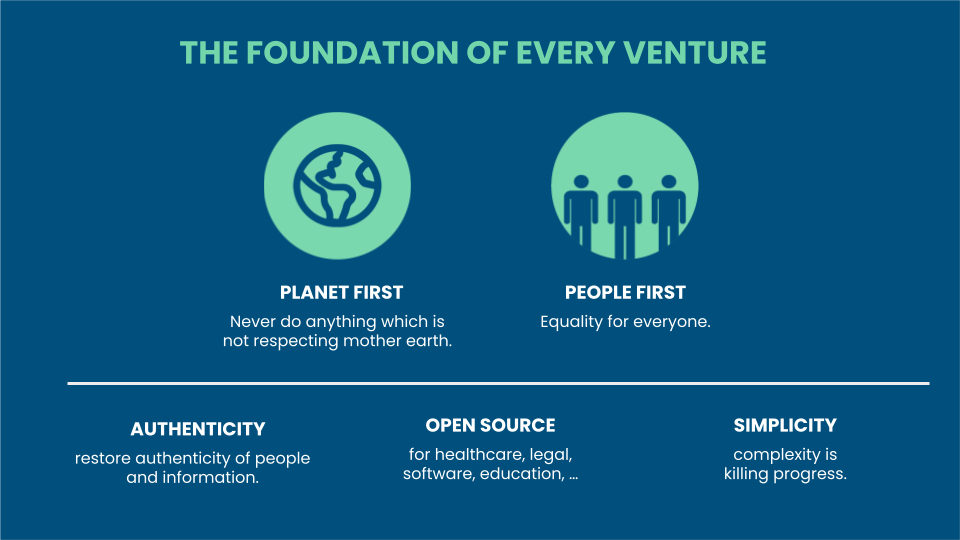 THE FOUNDATION OF EVERY VENTURE
PLANET FIRST
Never do anything which is
not respecting mother earth.
PEOPLE FIRST
Equality for everyone.
AUTHENTICITY
restore authenticity of people
and information.
OPEN SOURCE
for healthcare, legal,
software, education, ...
SIMPLICITY
complexity is
killing progress.